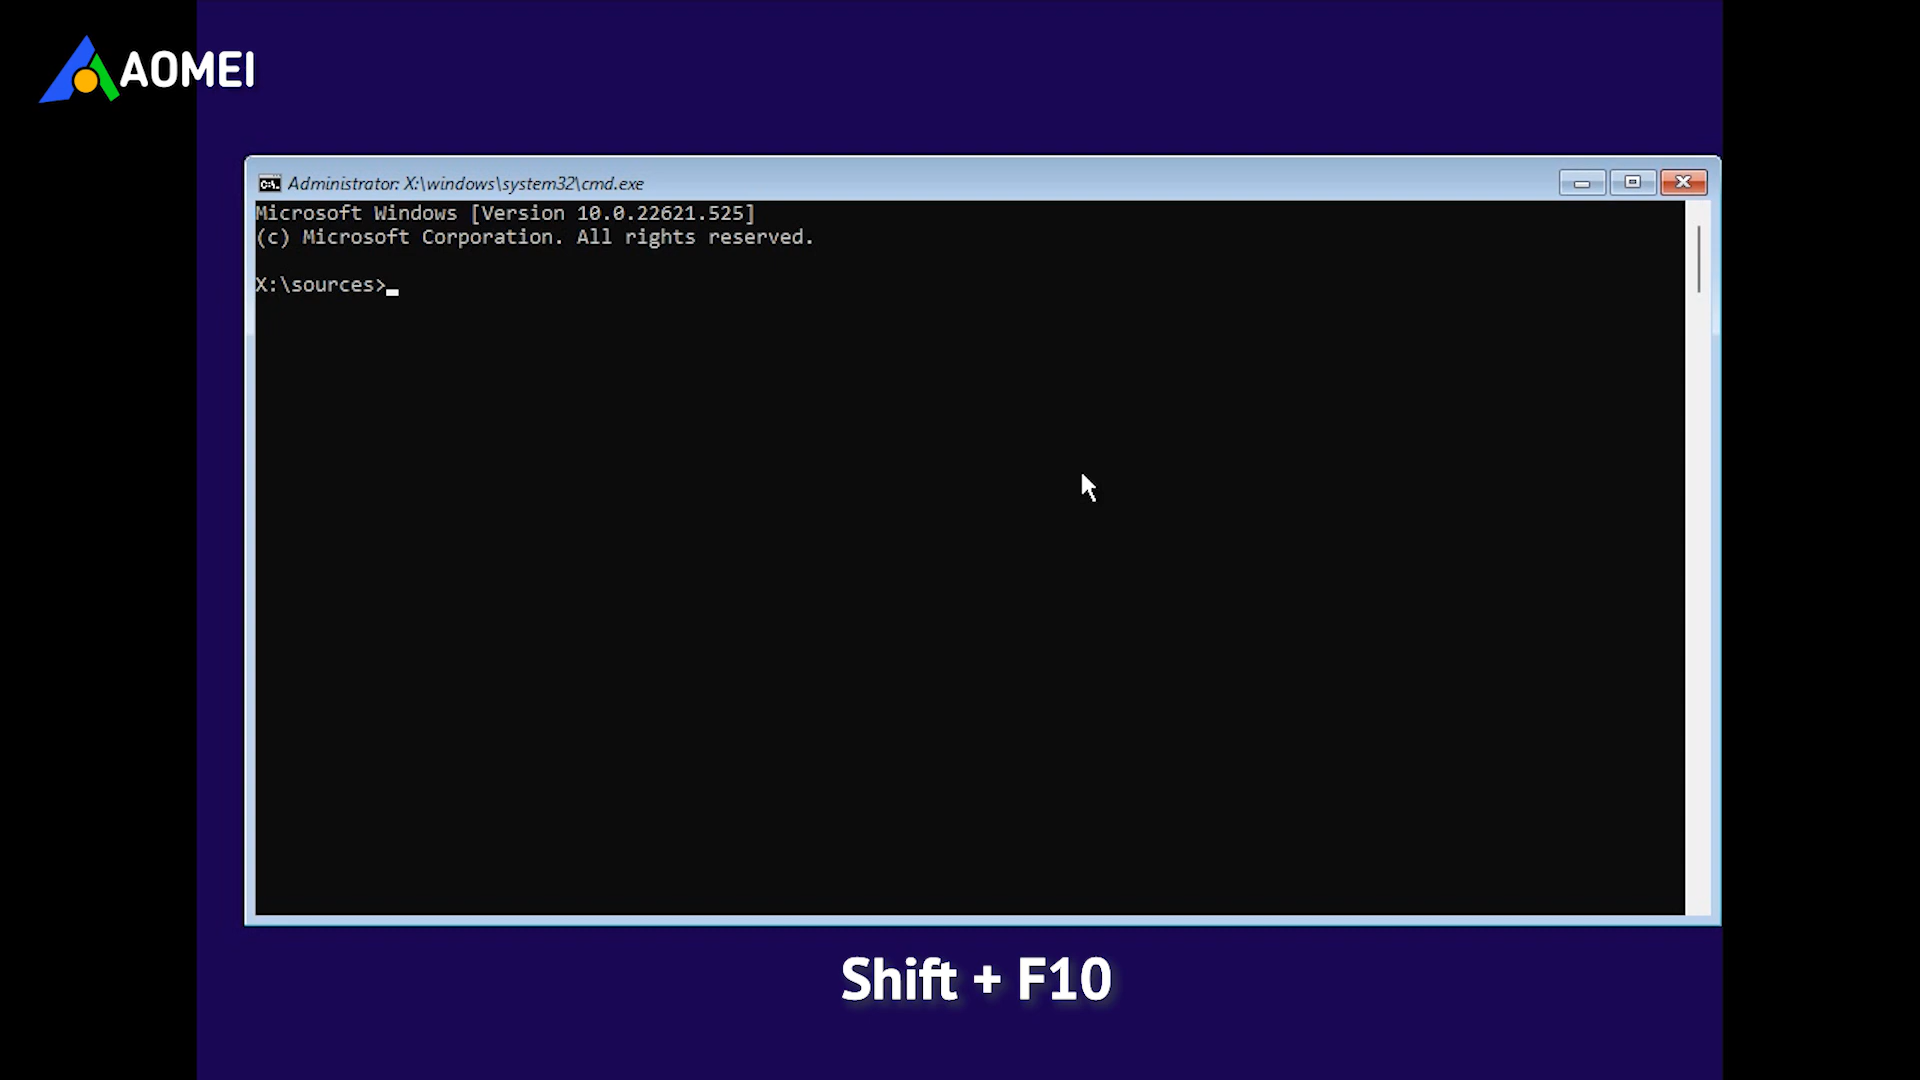 AOMEI
Administrator: X:\windows\system32\cmd.exe
Microsoft Windows [Version 10.0.22621.525]
(c) Microsoft Corporation. All rights reserved.
X:\sources>
Shift + F10